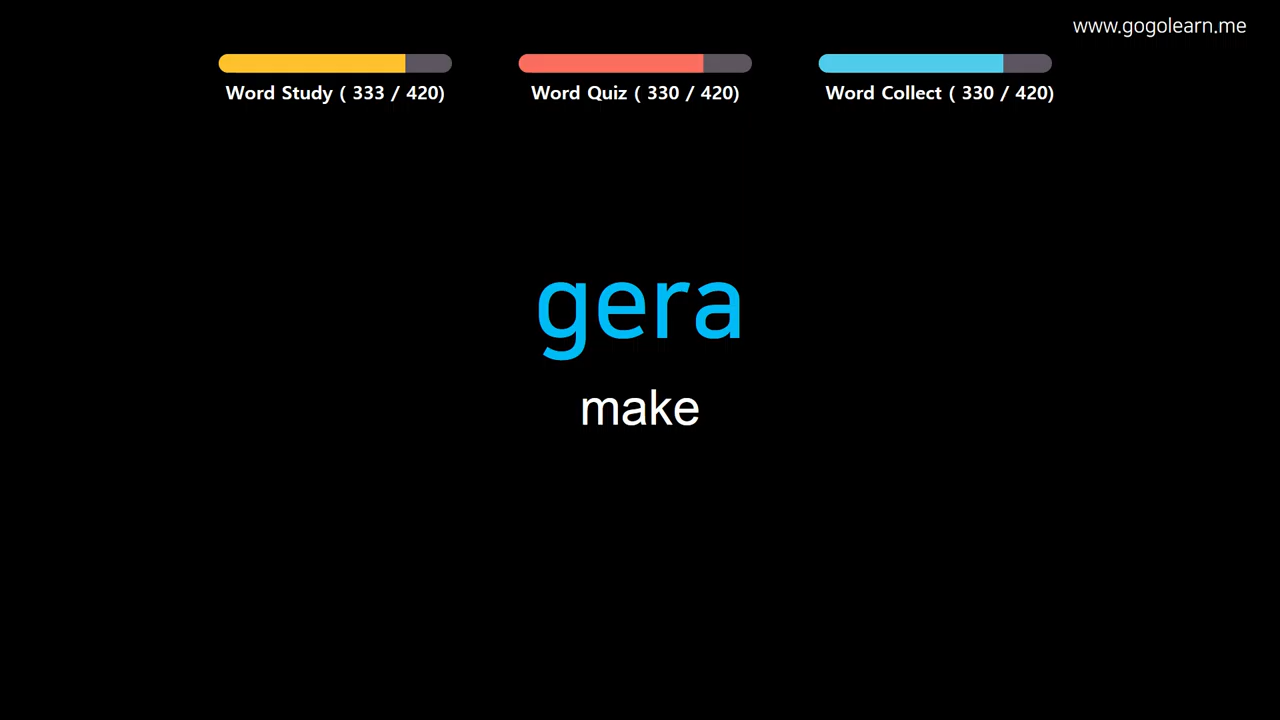 www.gogolearn.me
Word Study ( 333 / 420)
Word Quiz ( 330 / 420)
Word Collect ( 330 / 420)
gera
make